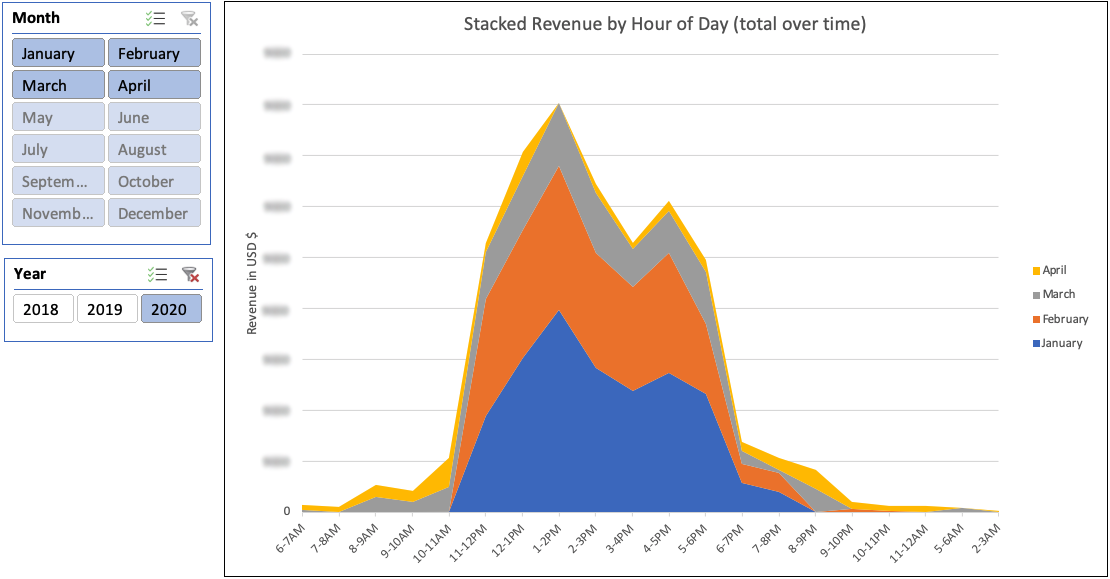 Month
January February
March April
May June
July August
Septem... October
Novemb... December
Year
2018 2019 2020
Stacked Revenue by Hour of Day (total over time)
Revenue in USD $
0
6-7AM
7-8AM
8-9AM
9-10AM
10-11AM
11-12PM
12-1PM
1-2PM
2-3PM
3-4PM
4-5PM
5-6PM
6-7PM
7-8PM
8-9PM
9-10PM
10-11PM
11-12AM
5-6AM
2-3AM
April
March
February
January